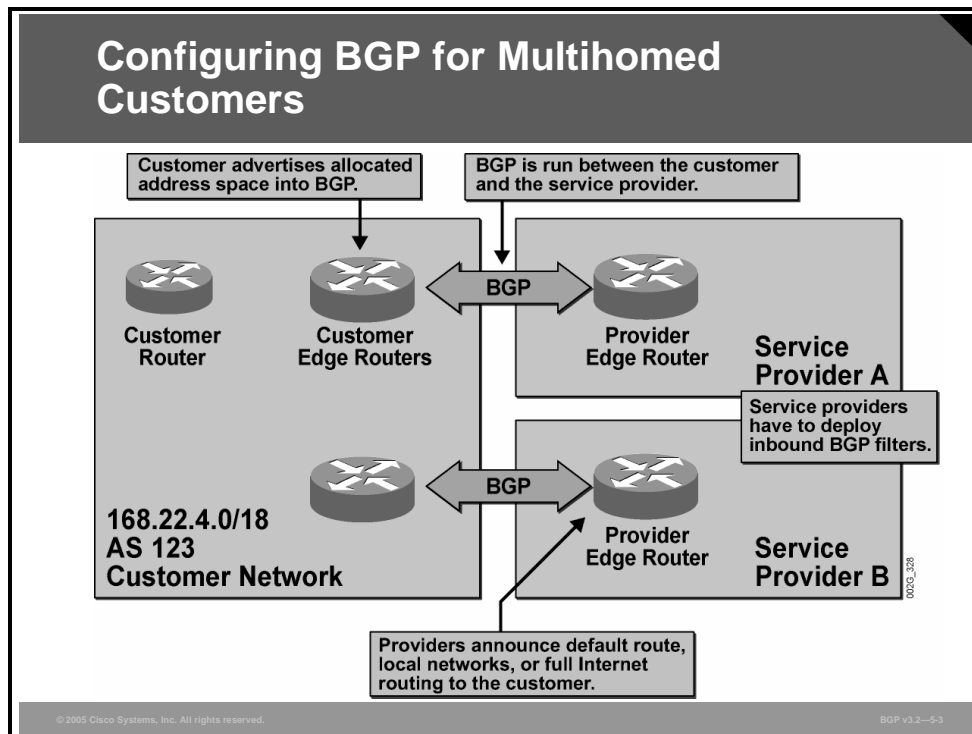 Configuring BGP for Multihomed
Customers
Customer advertises allocated
address space into BGP.
BGP is run between the customer
and the service provider.
BGP
Customer
Router
Customer
Edge Routers
Provider
Edge Router
Service
Provider A
Service providers
have to deploy
inbound BGP filters.
BGP
168.22.4.0/18
AS 123
Customer Network
Provider
Edge Router
Service
Provider B
002G_328
Providers announce default route,
local networks, or full Internet
routing to the customer.
© 2005 Cisco Systems, Inc. All rights reserved.
BGP v3.2—5-3